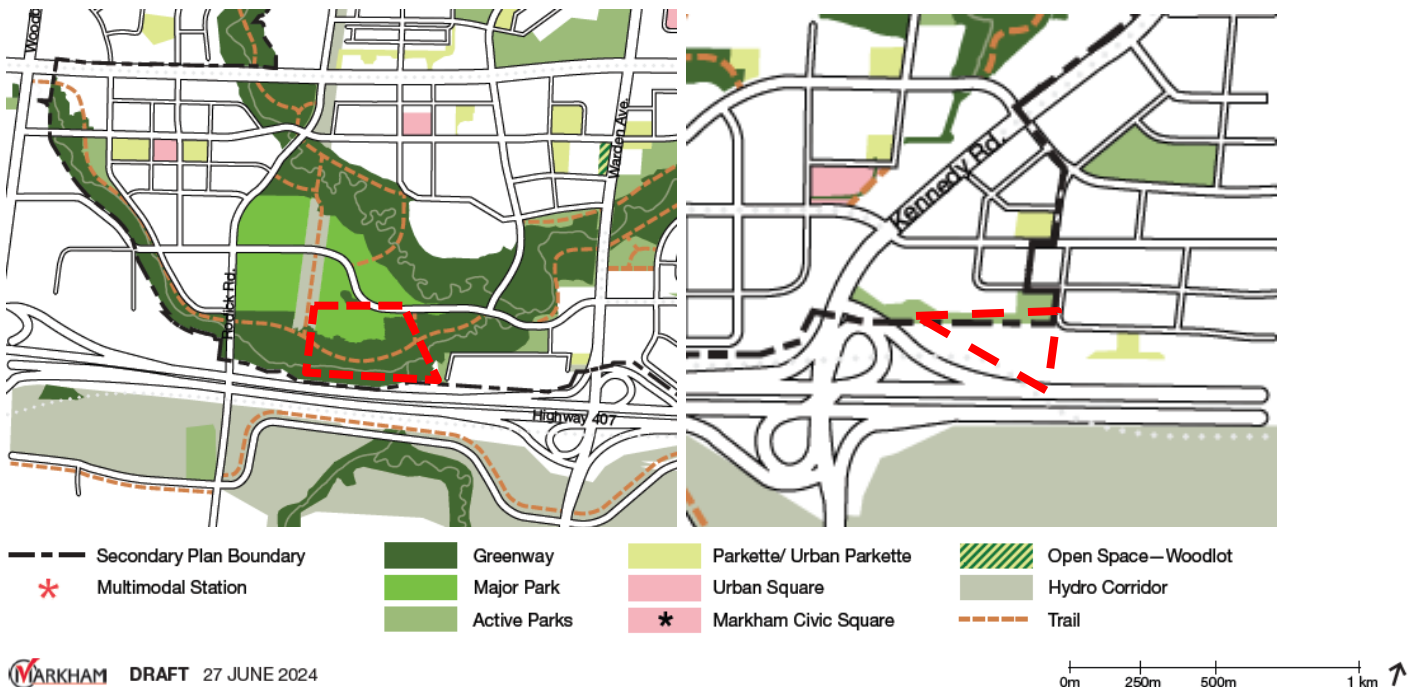 Woodb
Warden Ave.
Rodick Rd.
Highway 407
Kennedy Rd.
Secondary Plan Boundary
Multimodal Station
Greenway
Major Park
Active Parks
Parkette/ Urban Parkette
Urban Square
Markham Civic Square
Open Space—Woodlot
Hydro Corridor
Trail
MARKHAM DRAFT 27 JUNE 2024
0m 250m 500m 1 km